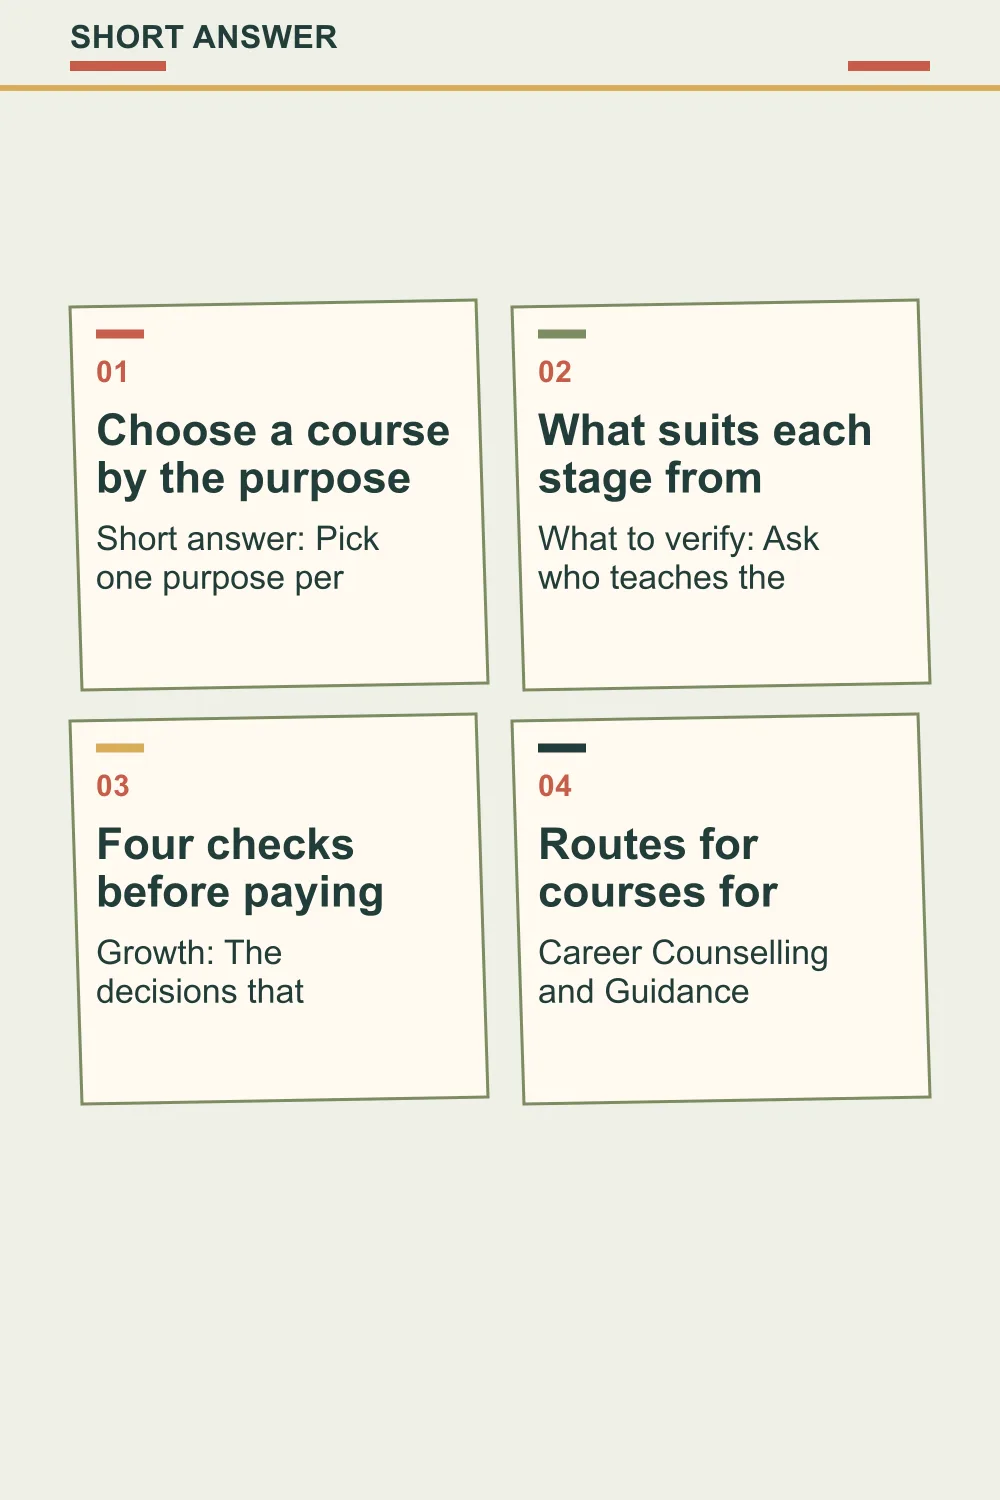 SHORT ANSWER
01
Choose a course
by the purpose
Short answer: Pick
one purpose per
02
What suits each
stage from
What to verify: Ask
who teaches the
03
Four checks
before paying
Growth: The
decisions that
04
Routes for
courses for
Career Counselling
and Guidance